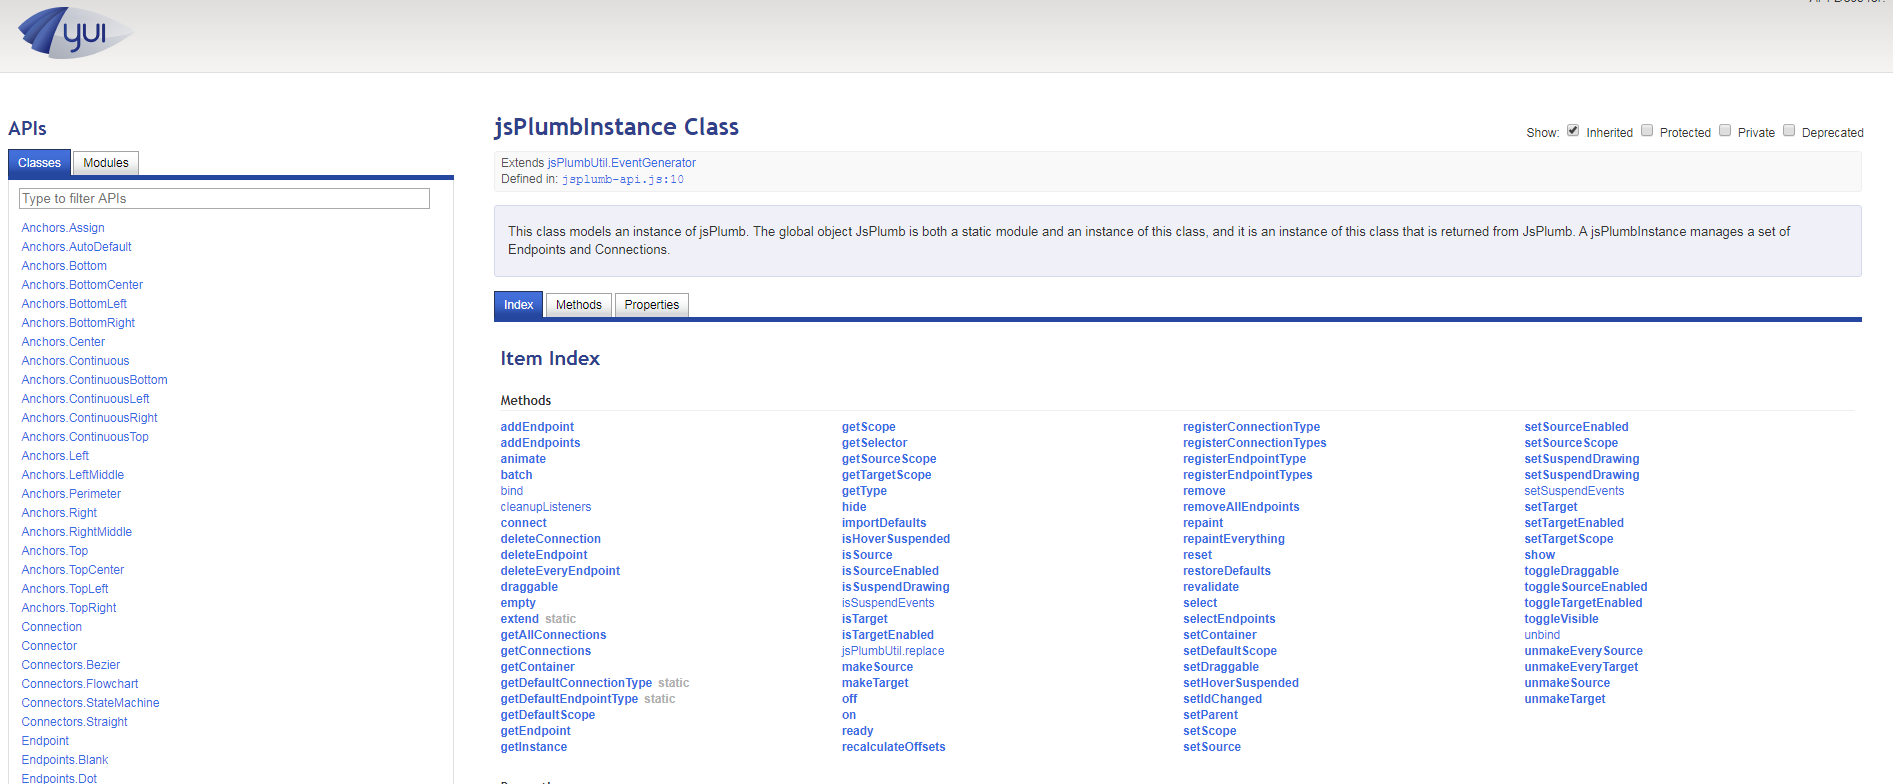 yui
APIs
Classes Modules
Type to filter APIs
Anchors.Assign
Anchors.AutoDefault
Anchors.Bottom
Anchors.BottomCenter
Anchors.BottomLeft
Anchors.BottomRight
Anchors.Center
Anchors.Continuous
Anchors.ContinuousBottom
Anchors.ContinuousLeft
Anchors.ContinuousRight
Anchors.ContinuousTop
Anchors.Left
Anchors.LeftMiddle
Anchors.Perimeter
Anchors.Right
Anchors.RightMiddle
Anchors.Top
Anchors.TopCenter
Anchors.TopLeft
Anchors.TopRight
Connection
Connector
Connectors.Bezier
Connectors.Flowchart
Connectors.StateMachine
Connectors.Straight
Endpoint
Endpoints.Blank
Endpoints.Dot
jsPlumbInstance Class
Show: Inherited Protected Private Deprecated
Extends jsPlumbUtil.EventGenerator
Defined in: jsplumb-api.js:10
This class models an instance of jsPlumb. The global object JsPlumb is both a static module and an instance of this class, and it is an instance of this class that is returned from JsPlumb. A jsPlumbInstance manages a set of
Endpoints and Connections.
Index Methods Properties
Item Index
Methods
addEndpoint
addEndpoints
animate
batch
bind
cleanupListeners
connect
deleteConnection
deleteEndpoint
deleteEveryEndpoint
draggable
empty
extend static
getAllConnections
getConnections
getContainer
getDefaultConnectionType static
getDefaultEndpointType static
getDefaultScope
getEndpoint
getInstance
getScope
getSelector
getSourceScope
getTargetScope
getType
hide
importDefaults
isHoverSuspended
isSource
isSourceEnabled
isSuspendDrawing
isSuspendEvents
isTarget
isTargetEnabled
jsPlumbUtil.replace
makeSource
makeTarget
off
on
ready
recalculateOffsets
registerConnectionType
registerConnectionTypes
registerEndpointType
registerEndpointTypes
remove
removeAllEndpoints
repaint
repaintEverything
reset
restoreDefaults
revalidate
select
selectEndpoints
setContainer
setDefaultScope
setDraggable
setHoverSuspended
setIdChanged
setParent
setScope
setSource
setSourceEnabled
setSourceScope
setSuspendDrawing
setSuspendDrawing
setSuspendEvents
setTarget
setTargetEnabled
setTargetScope
show
toggleDraggable
toggleSourceEnabled
toggleTargetEnabled
toggleVisible
unbind
unmakeEverySource
unmakeEveryTarget
unmakeSource
unmakeTarget